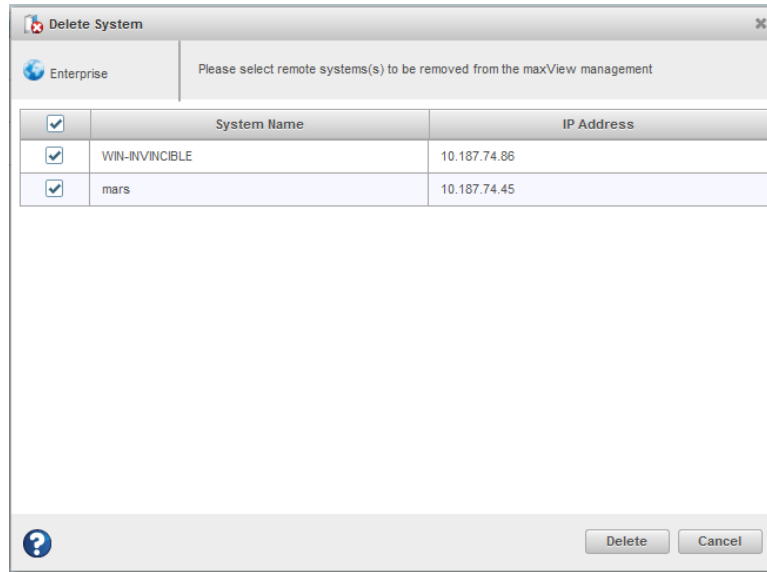 Delete System
Enterprise
Please select remote systems(s) to be removed from the maxView management
System Name IP Address
WIN-INVINCIBLE 10.187.74.86
mars 10.187.74.45
?
Delete Cancel